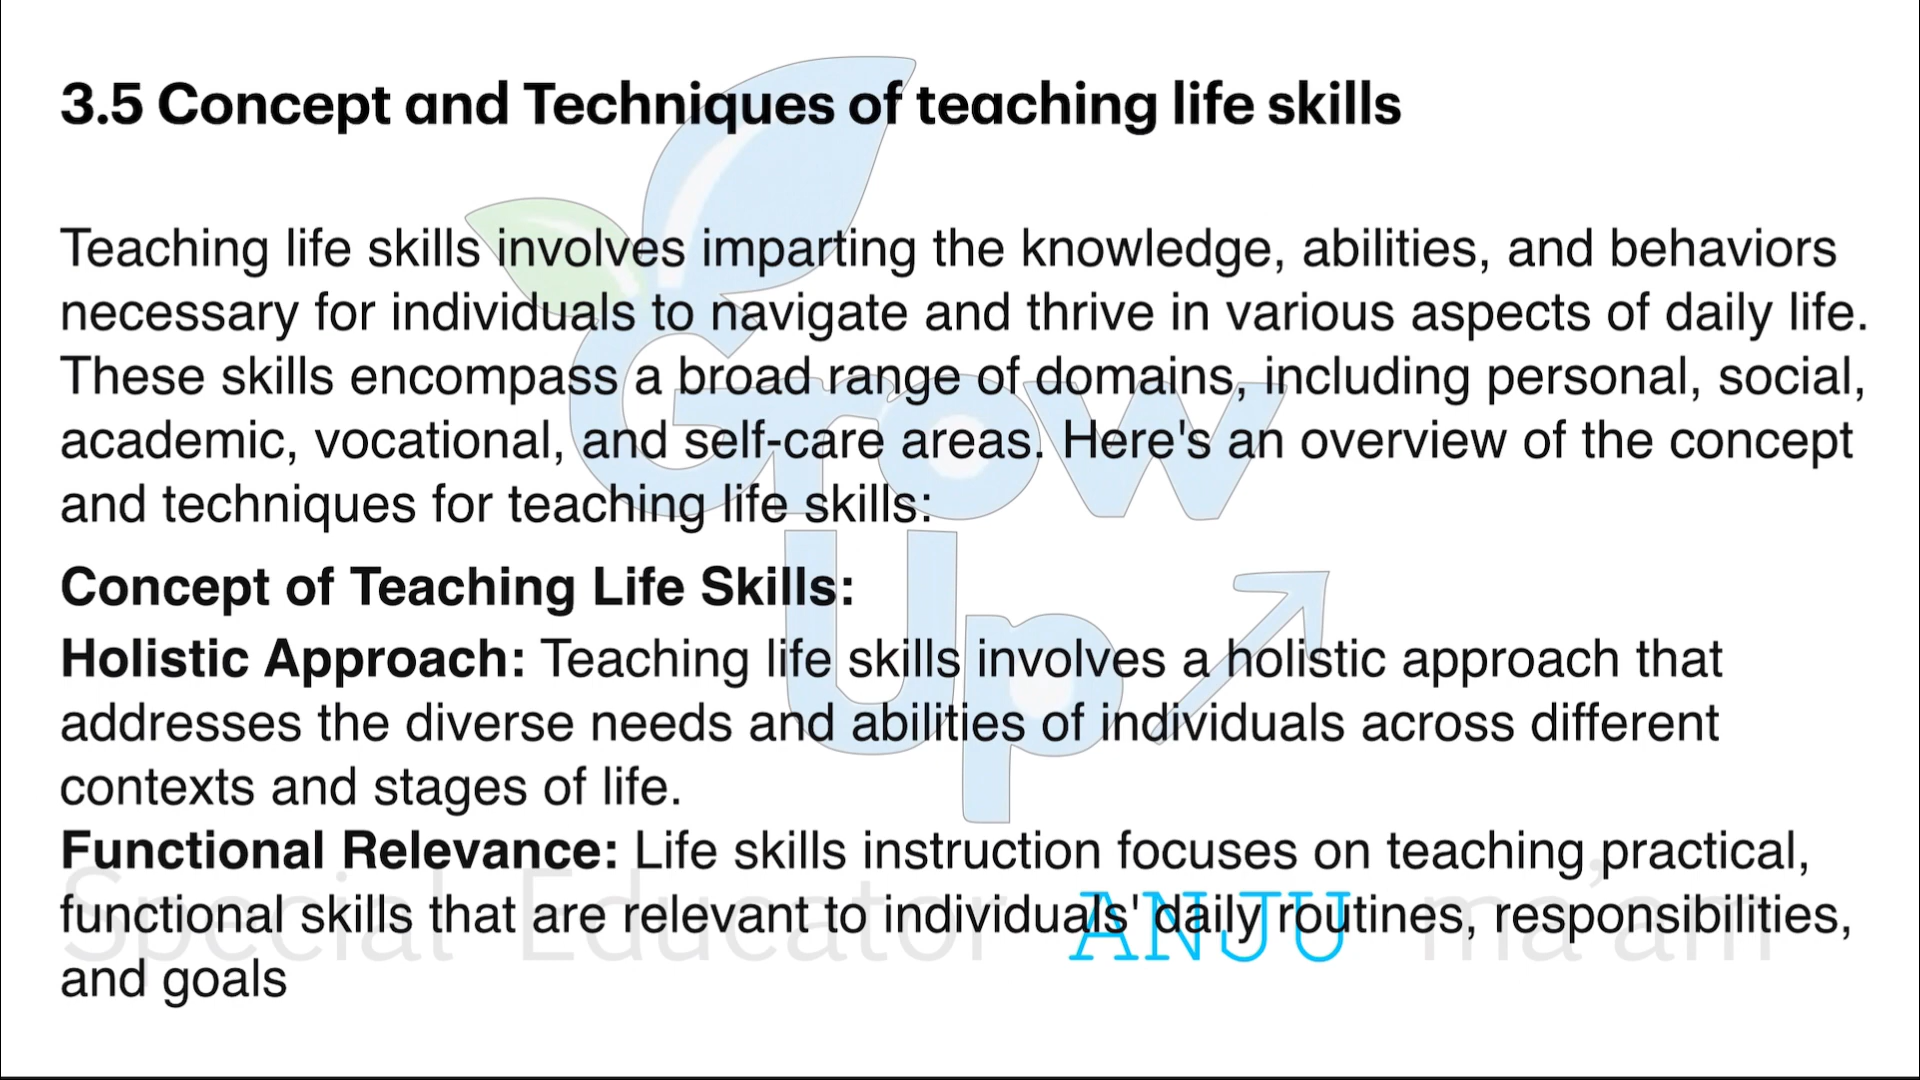 3.5 Concept and Techniques of teaching life skills
Teaching life skills involves imparting the knowledge, abilities, and behaviors
necessary for individuals to navigate and thrive in various aspects of daily life.
These skills encompass a broad range of domains, including personal, social,
academic, vocational, and self-care areas. Here's an overview of the concept
and techniques for teaching life skills:
Concept of Teaching Life Skills:
Holistic Approach: Teaching life skills involves a holistic approach that
addresses the diverse needs and abilities of individuals across different
contexts and stages of life.
Functional Relevance: Life skills instruction focuses on teaching practical,
functional skills that are relevant to individuals' daily routines, responsibilities,
and goals
Grow
Up
Special Educator ANJU ma'am